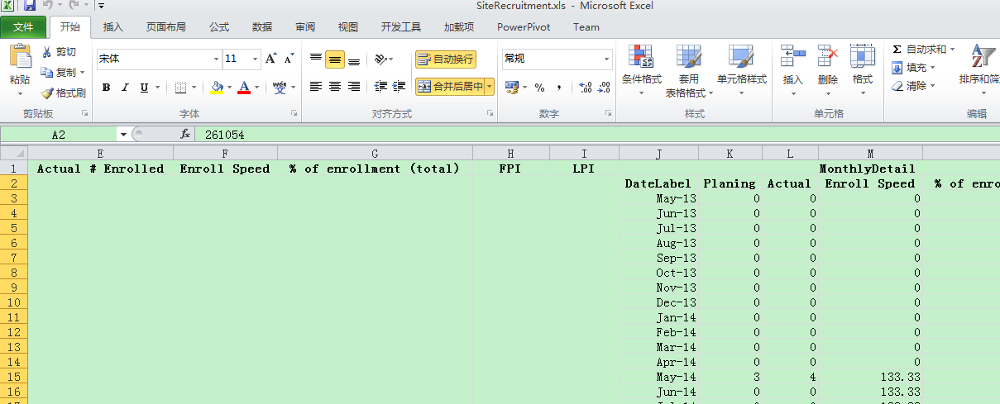 SiteRecruitment.xls - Microsoft Excel
文件 开始 插入 页面布局 公式 数据 审阅 视图 开发工具 加载项 PowerPivot Team
粘贴 剪切 复制 格式刷 剪贴板
宋体 11 A A B I U A wén 文 字体
自动换行 合并后居中 对齐方式
常规 % , .00 .0 数字
条件格式 套用 表格格式 单元格样式 样式
插入 删除 格式 单元格
Σ 自动求和 填充 清除 排序和 编辑
A2 fx 261054
E F G H I J K L M
1 Actual # Enrolled Enroll Speed % of enrollment (total) FPI LPI MonthlyDetail
2 DateLabel Planing Actual Enroll Speed % of enro
3 May-13 0 0 0
4 Jun-13 0 0 0
5 Jul-13 0 0 0
6 Aug-13 0 0 0
7 Sep-13 0 0 0
8 Oct-13 0 0 0
9 Nov-13 0 0 0
10 Dec-13 0 0 0
11 Jan-14 0 0 0
12 Feb-14 0 0 0
13 Mar-14 0 0 0
14 Apr-14 0 0 0
15 May-14 3 4 133.33
16 Jun-14 0 0 133.33